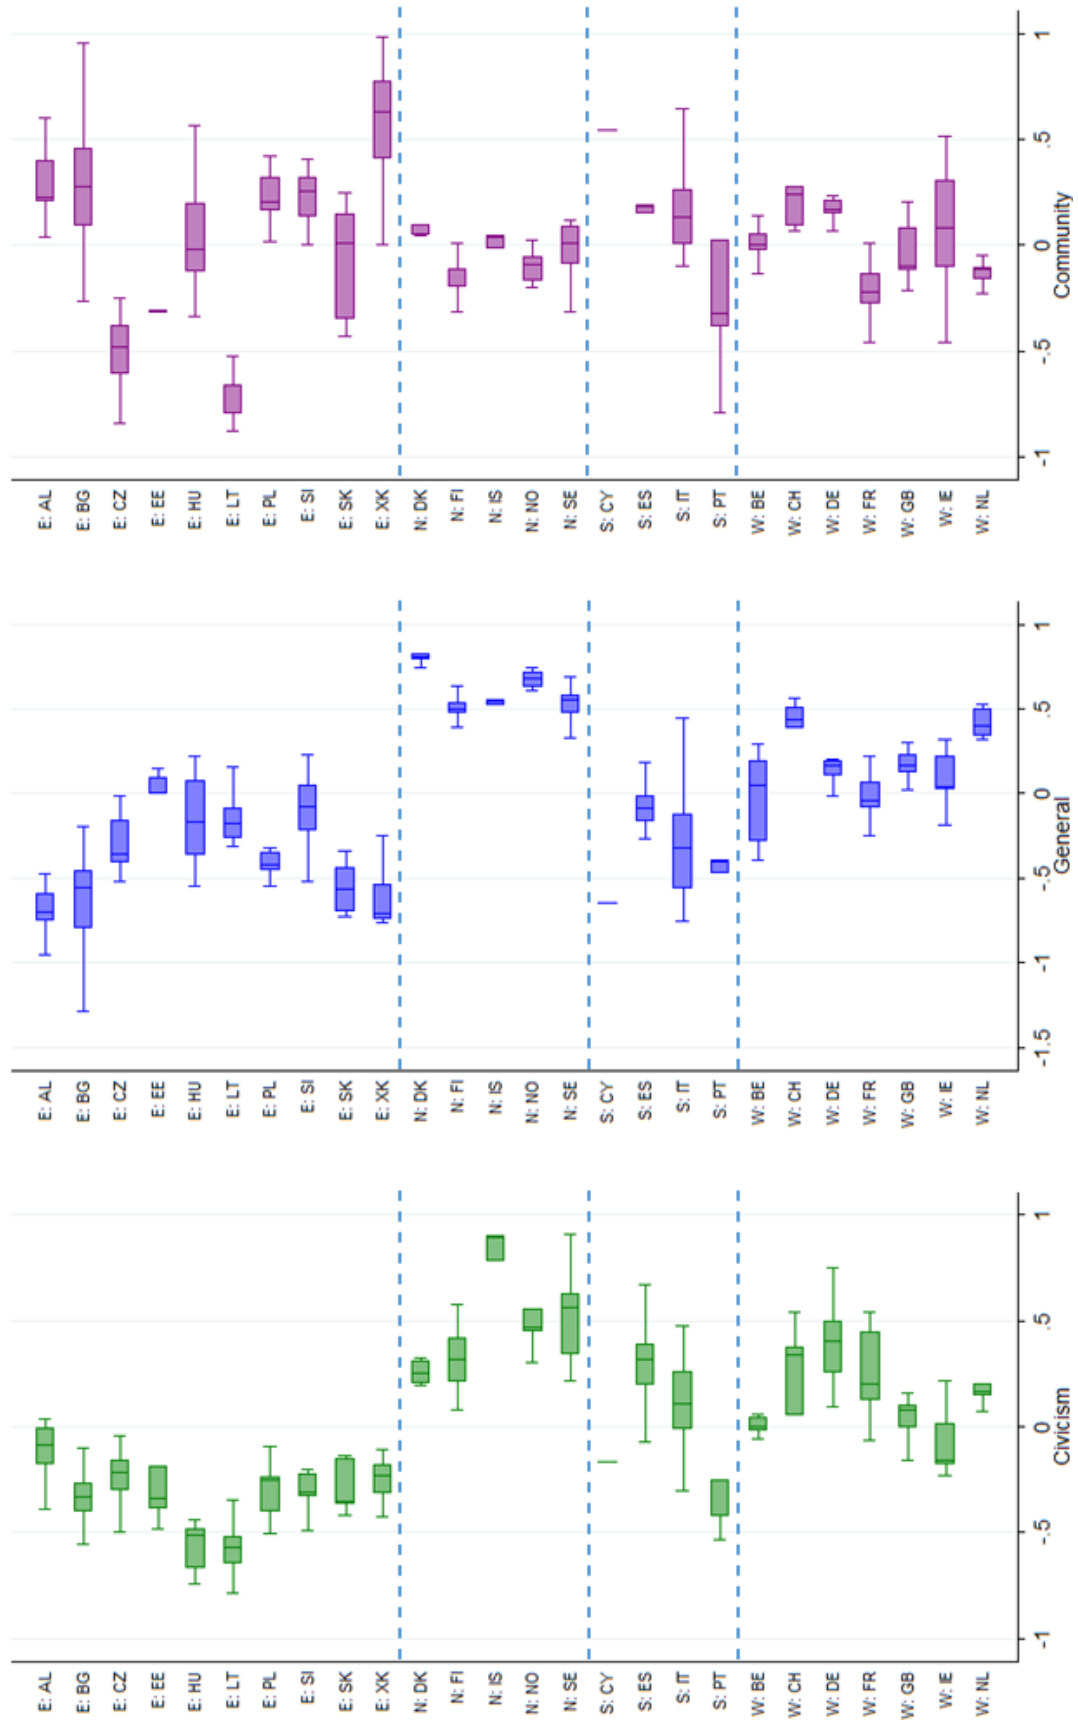 E: AL
E: BG
E: CZ
E: EE
E: HU
E: LT
E: PL
E: SI
E: SK
E: XK
N: DK
N: FI
N: IS
N: NO
N: SE
S: CY
S: ES
S: IT
S: PT
W: BE
W: CH
W: DE
W: FR
W: GB
W: IE
W: NL
-1 -.5 0 .5 1
Civicism
E: AL
E: BG
E: CZ
E: EE
E: HU
E: LT
E: PL
E: SI
E: SK
E: XK
N: DK
N: FI
N: IS
N: NO
N: SE
S: CY
S: ES
S: IT
S: PT
W: BE
W: CH
W: DE
W: FR
W: GB
W: IE
W: NL
-1.5 -1 -.5 0 .5 1
General
E: AL
E: BG
E: CZ
E: EE
E: HU
E: LT
E: PL
E: SI
E: SK
E: XK
N: DK
N: FI
N: IS
N: NO
N: SE
S: CY
S: ES
S: IT
S: PT
W: BE
W: CH
W: DE
W: FR
W: GB
W: IE
W: NL
-1 -.5 0 .5 1
Community